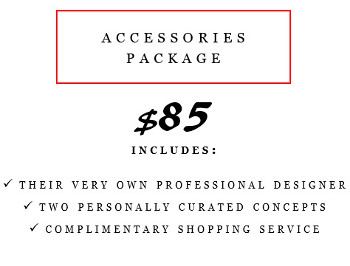 ACCESSORIES
PACKAGE
$85
INCLUDES:
✓ THEIR VERY OWN PROFESSIONAL DESIGNER
✓ TWO PERSONALLY CURATED CONCEPTS
✓ COMPLIMENTARY SHOPPING SERVICE